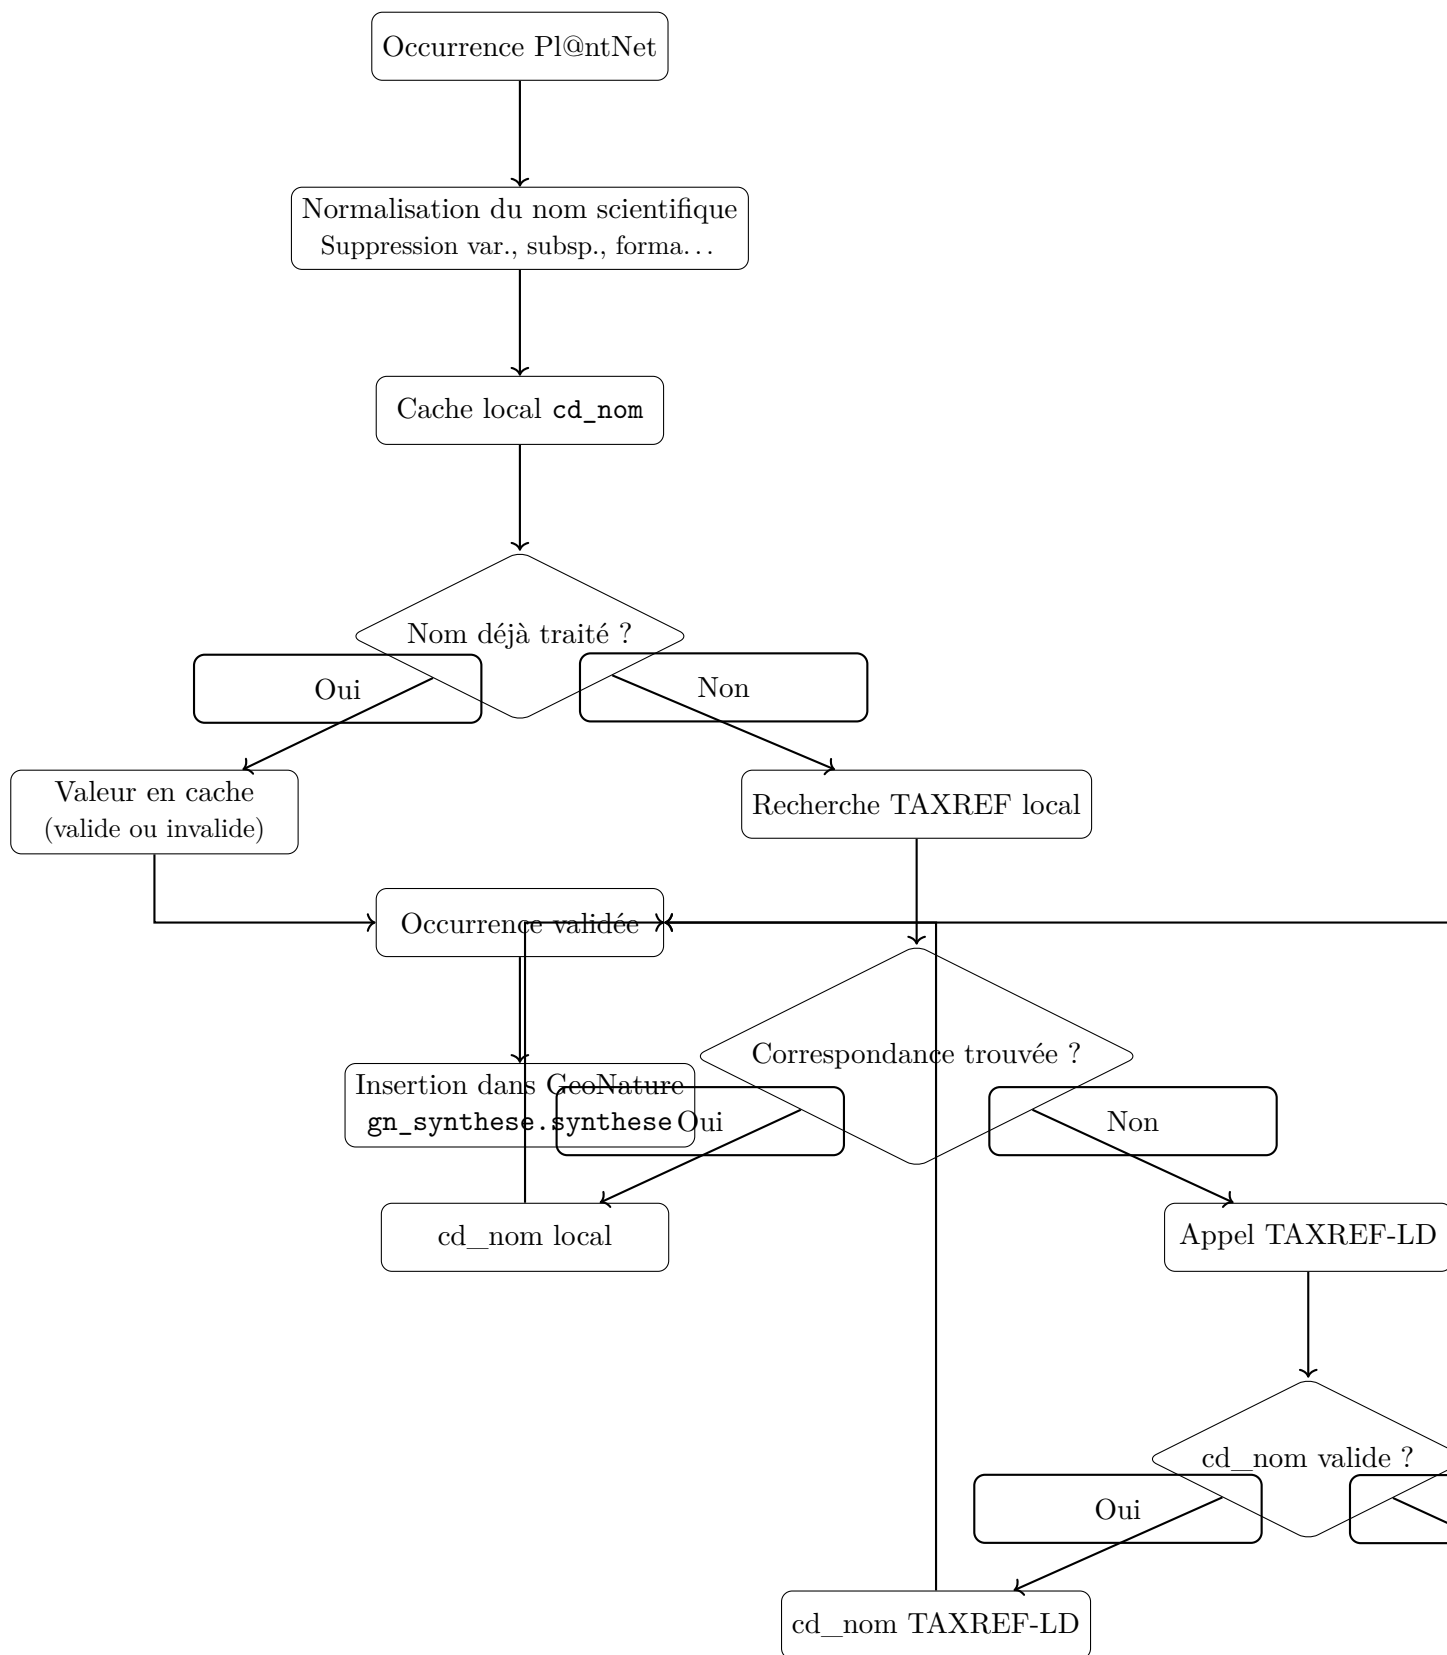 Occurrence Pl@ntNet
Normalisation du nom scientifique
Suppression var., subsp., forma...
Cache local cd_nom
Nom déjà traité ?
Oui
Non
Valeur en cache
(valide ou invalide)
Recherche TAXREF local
Occurrence validée
Correspondance trouvée ?
Insertion dans GeoNature
gn_synthese.synthese
Oui
Non
cd_nom local
Appel TAXREF-LD
cd_nom valide ?
Oui
cd_nom TAXREF-LD